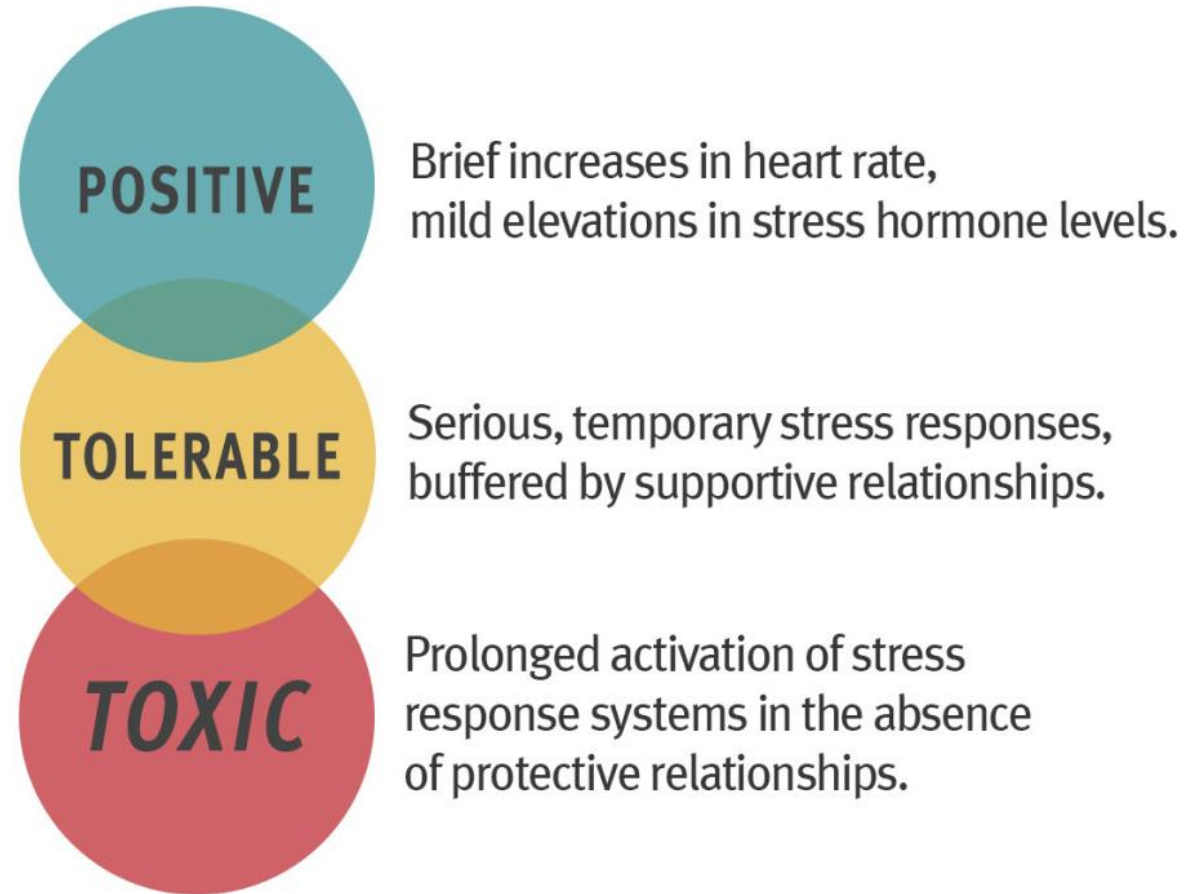 POSITIVE
Brief increases in heart rate,
mild elevations in stress hormone levels.
TOLERABLE
Serious, temporary stress responses,
buffered by supportive relationships.
TOXIC
Prolonged activation of stress
response systems in the absence
of protective relationships.